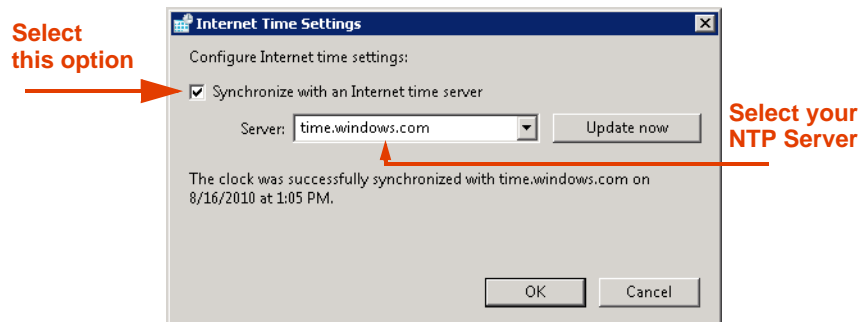 Internet Time Settings
Select
this option
Configure Internet time settings:
Synchronize with an Internet time server
Server: time.windows.com Update now
Select your
NTP Server
The clock was successfully synchronized with time.windows.com on
8/16/2010 at 1:05 PM.
OK Cancel